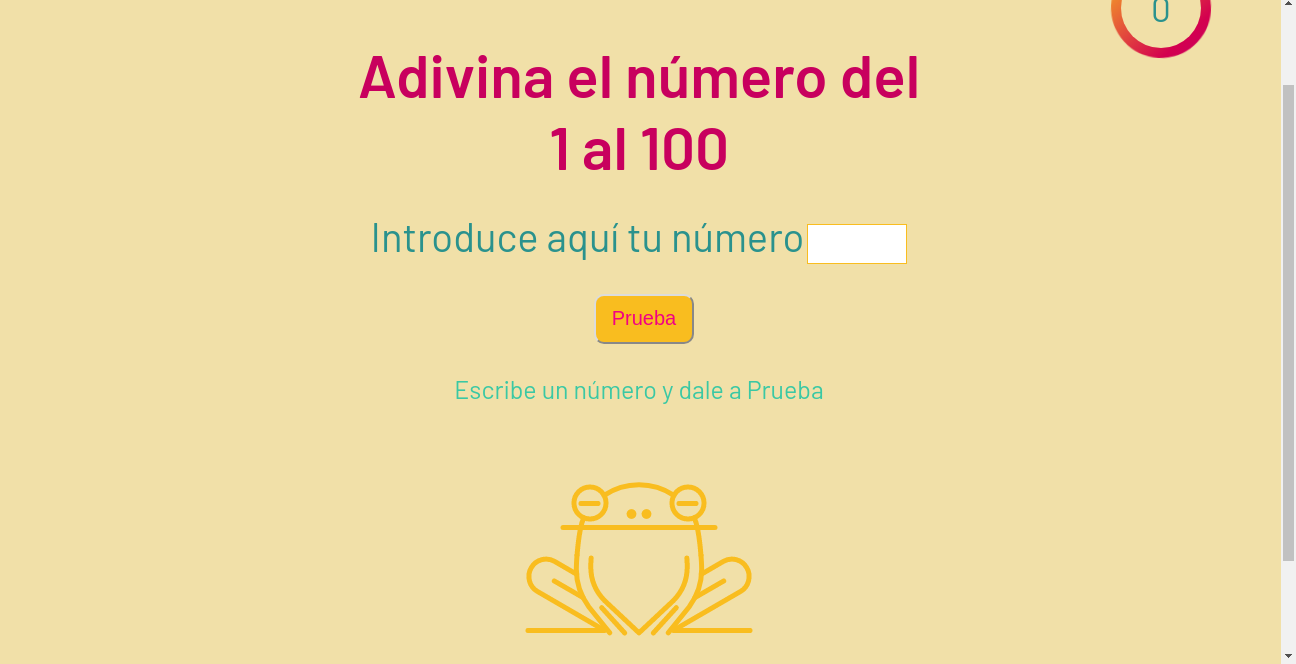 0
Adivina el número del
1 al 100
Introduce aquí tu número
Prueba
Escribe un número y dale a Prueba